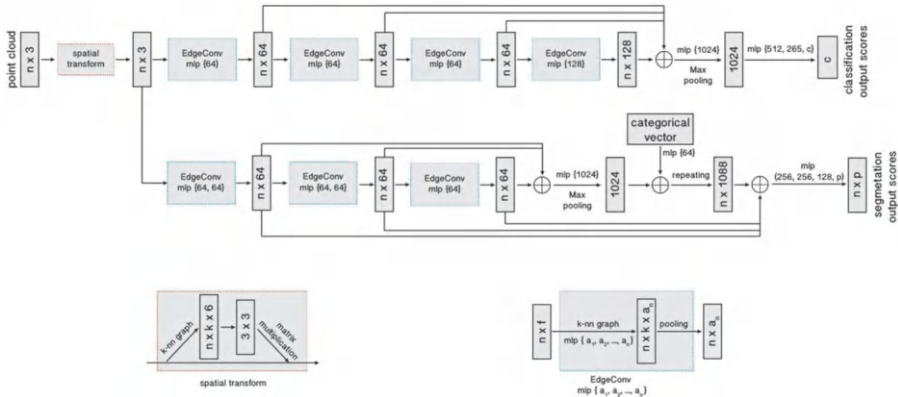 point cloud
n x 3
spatial
transform
n x 3
EdgeConv
mlp {64}
n x 64
EdgeConv
mlp {64}
n x 64
EdgeConv
mlp {64}
n x 64
EdgeConv
mlp {128}
n x 128
mlp {1024}
Max
pooling
1024
mlp {512, 265, c}
c
classification
output scores
EdgeConv
mlp {64, 64}
n x 64
EdgeConv
mlp {64, 64}
n x 64
EdgeConv
mlp {64}
n x 64
mlp {1024}
Max
pooling
1024
categorical
vector
mlp {64}
repeating
n x 1088
mlp
(256, 256, 128, p)
n x p
segmetation
output scores
k-nn graph
n x k x 6
3 x 3
matrix
multiplication
spatial transform
n x f
k-nn graph
mlp { a₁, a₂, ..., aₙ}
n x k x aₙ
pooling
n x aₙ
EdgeConv
mlp { a₁, a₂, ..., aₙ}